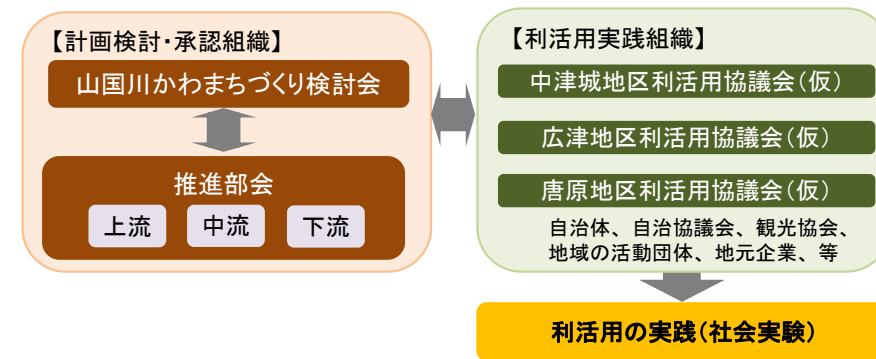 【計画検討・承認組織】
山国川かわまちづくり検討会
推進部会
上流
中流
下流
【利活用実践組織】
中津城地区利活用協議会(仮)
広津地区利活用協議会(仮)
唐原地区利活用協議会(仮)
自治体、自治協議会、観光協会、
地域の活動団体、地元企業、等
利活用の実践(社会実験)